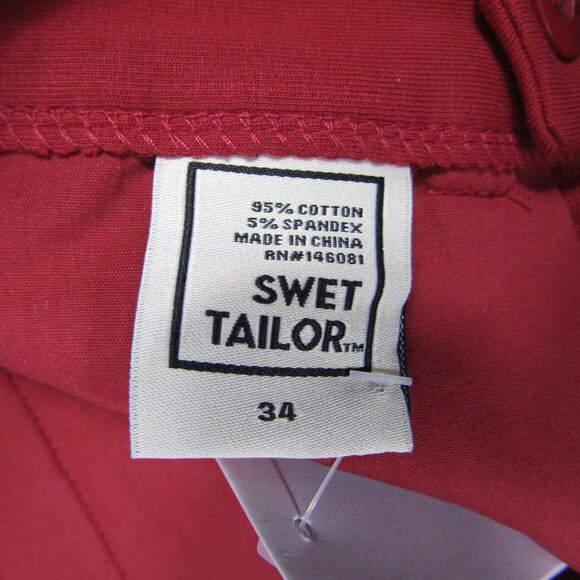 95% COTTON
5% SPANDEX
MADE IN CHINA
RN#146081
SWET
TAILOR™
34